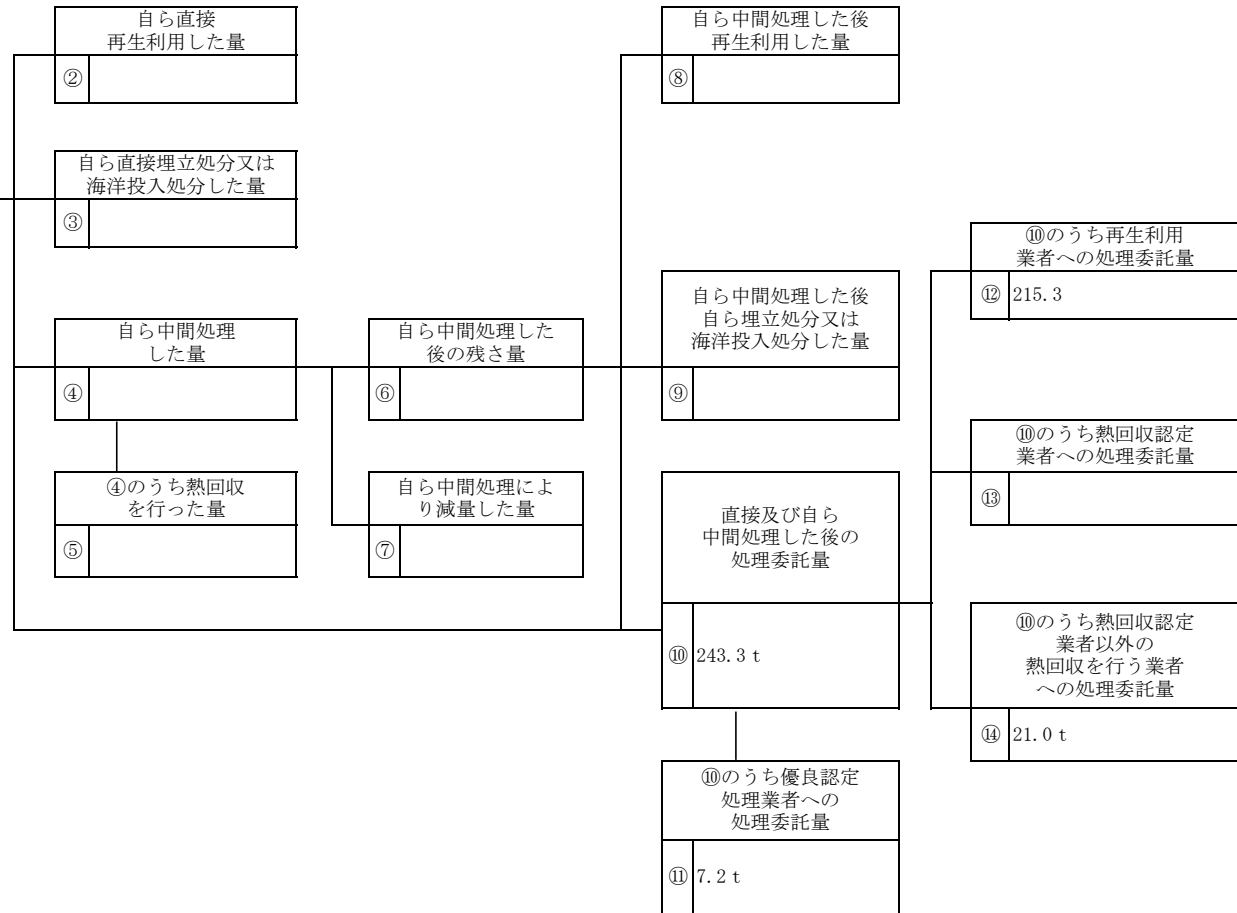 自ら直接
再生利用した量
②
自ら中間処理した後
再生利用した量
⑧
自ら直接埋立処分又は
海洋投入処分した量
③
⑩のうち再生利用
業者への処理委託量
⑫ 215.3
自ら中間処理した後
自ら埋立処分又は
海洋投入処分した量
⑨
自ら中間処理
した量
④
自ら中間処理した
後の残さ量
⑥
⑩のうち熱回収認定
業者への処理委託量
⑬
④のうち熱回収
を行った量
⑤
自ら中間処理によ
り減量した量
⑦
直接及び自ら
中間処理した後の
処理委託量
⑩ 243.3 t
⑩のうち熱回収認定
業者以外の
熱回収を行う業者
への処理委託量
⑭ 21.0 t
⑩のうち優良認定
処理業者への
処理委託量
⑪ 7.2 t